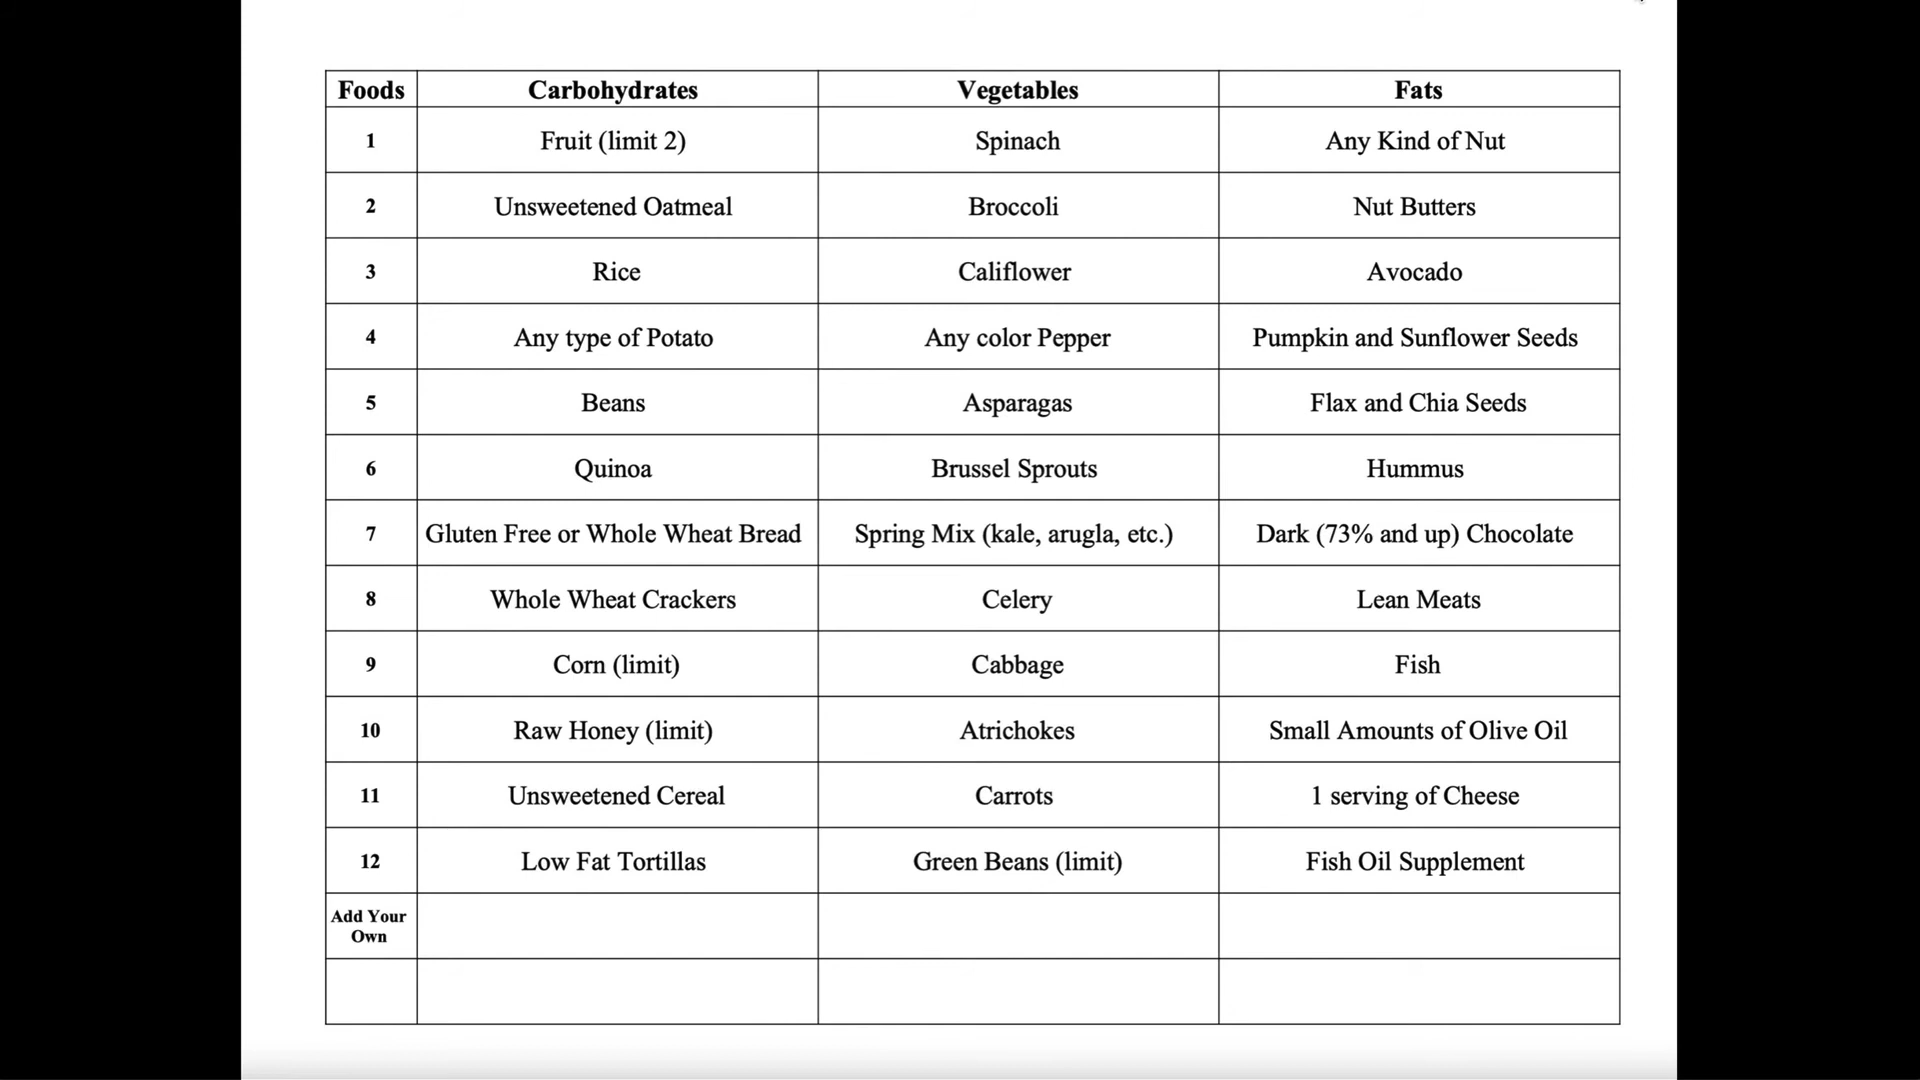 Foods Carbohydrates Vegetables Fats
1 Fruit (limit 2) Spinach Any Kind of Nut
2 Unsweetened Oatmeal Broccoli Nut Butters
3 Rice Califlower Avocado
4 Any type of Potato Any color Pepper Pumpkin and Sunflower Seeds
5 Beans Asparagas Flax and Chia Seeds
6 Quinoa Brussel Sprouts Hummus
7 Gluten Free or Whole Wheat Bread Spring Mix (kale, arugla, etc.) Dark (73% and up) Chocolate
8 Whole Wheat Crackers Celery Lean Meats
9 Corn (limit) Cabbage Fish
10 Raw Honey (limit) Atrichokes Small Amounts of Olive Oil
11 Unsweetened Cereal Carrots 1 serving of Cheese
12 Low Fat Tortillas Green Beans (limit) Fish Oil Supplement
Add Your
Own